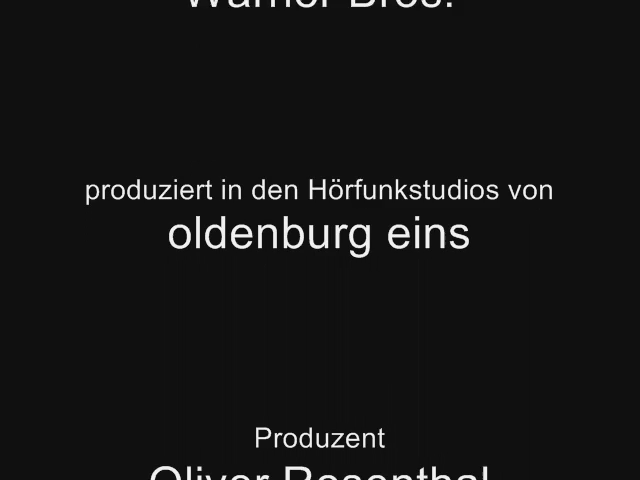 Warner Bros.
produziert in den Hörfunkstudios von
oldenburg eins
Produzent
Oliver Rosenthal